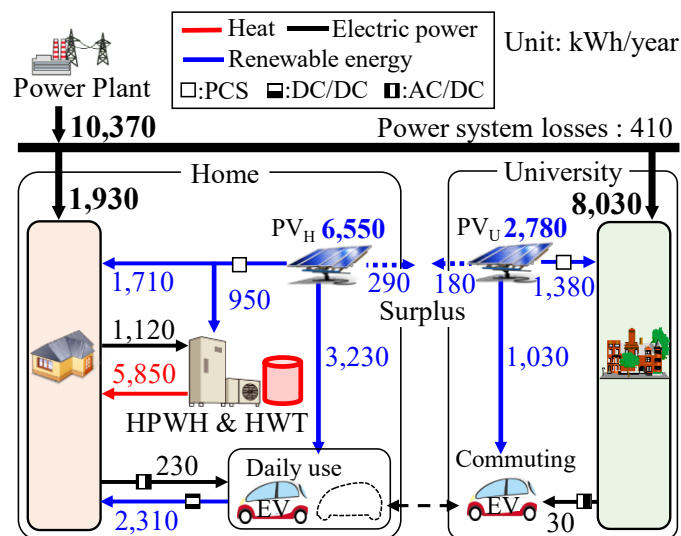 Heat
Electric power
Renewable energy
:PCS
:DC/DC
:AC/DC
Unit: kWh/year
Power Plant
10,370
Power system losses : 410
Home
University
1,930
8,030
PVH 6,550
PVU 2,780
1,710
950
290
180
1,380
Surplus
1,120
3,230
1,030
5,850
HPWH & HWT
230
Daily use
Commuting
EV
EV
2,310
30